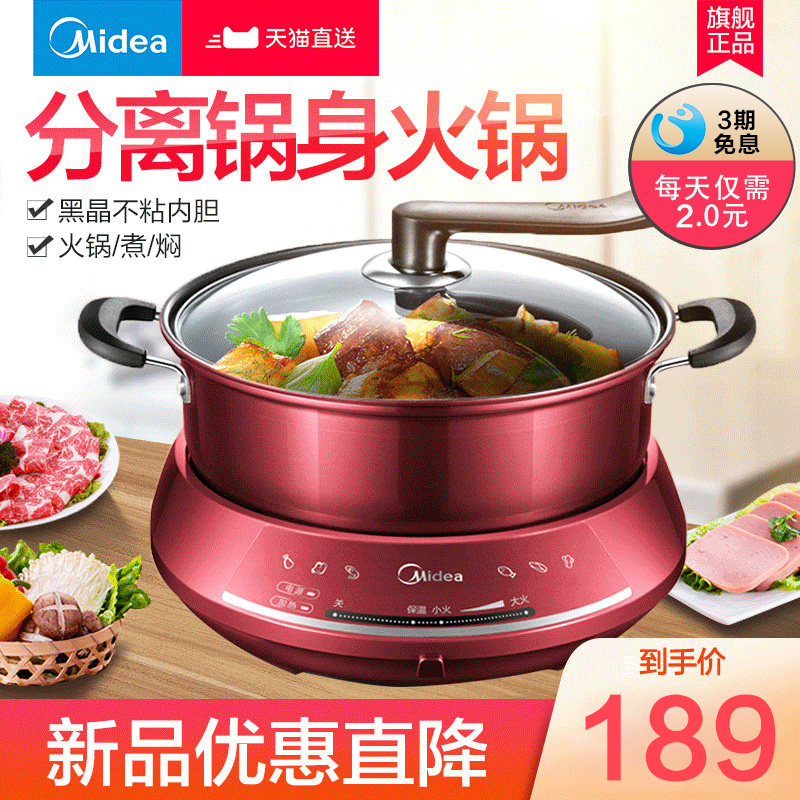 Midea
天猫直送
旗舰
正品
分离锅身火锅
黑晶不粘内胆
火锅/煮/焖
3期
免息
每天仅需
2.0元
Midea
Midea
电源
加热
关
保温 小火
大火
到手价
189
新品优惠直降